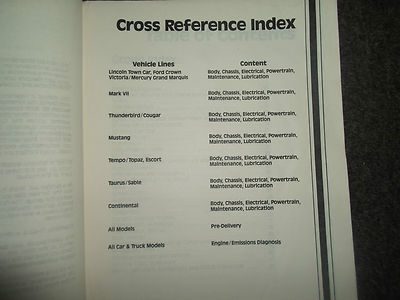 Cross Reference Index
Vehicle Lines Content
Lincoln Town Car, Ford Crown Body, Chassis, Electrical, Powertrain,
Victoria/Mercury Grand Marquis Maintenance, Lubrication
Mark VII Body, Chassis, Electrical, Powertrain,
Maintenance, Lubrication
Thunderbird/Cougar Body, Chassis, Electrical, Powertrain,
Maintenance, Lubrication
Mustang Body, Chassis, Electrical, Powertrain,
Maintenance, Lubrication
Tempo/Topaz, Escort Body, Chassis, Electrical, Powertrain,
Maintenance, Lubrication
Taurus/Sable Body, Chassis, Electrical, Powertrain,
Maintenance, Lubrication
Continental Body, Chassis, Electrical, Powertrain,
Maintenance, Lubrication
All Models Pre-Delivery
All Car & Truck Models Engine/Emissions Diagnosis